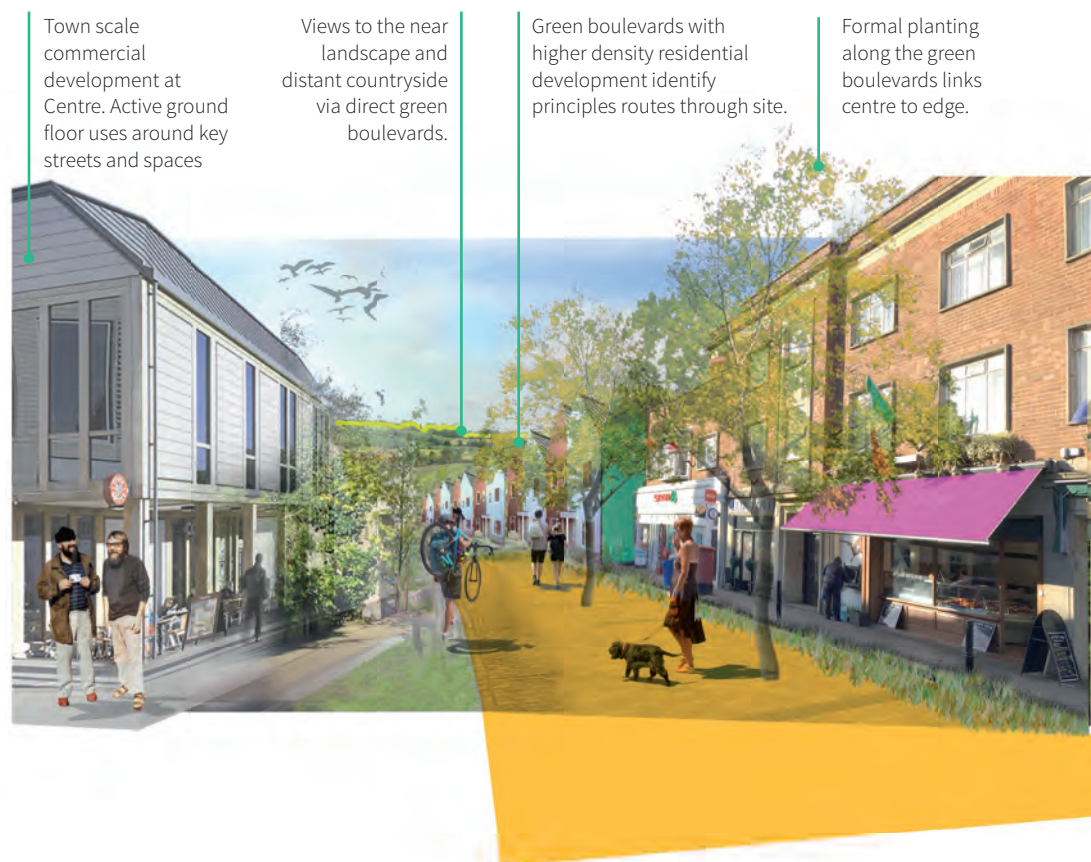 Town scale
commercial
development at
Centre. Active ground
floor uses around key
streets and spaces
Views to the near
landscape and
distant countryside
via direct green
boulevards.
Green boulevards with
higher density residential
development identify
principles routes through site.
Formal planting
along the green
boulevards links
centre to edge.